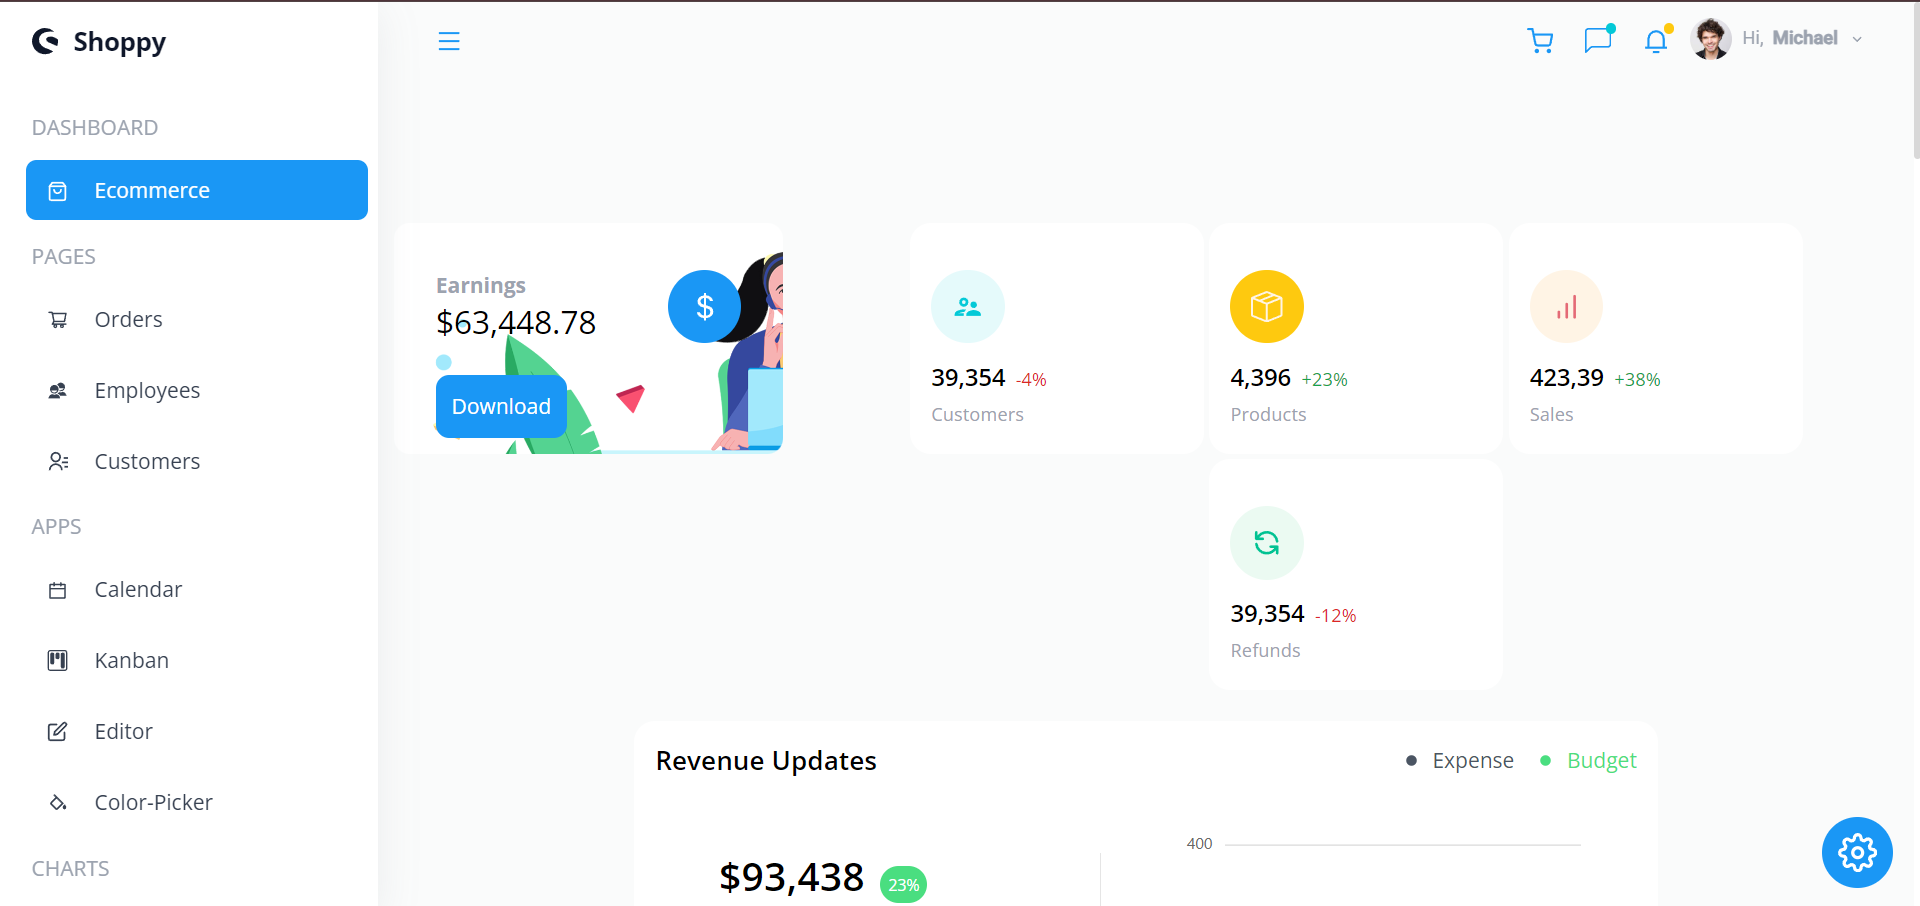 Shoppy
Hi, Michael
DASHBOARD
Ecommerce
PAGES
Orders
Employees
Customers
APPS
Calendar
Kanban
Editor
Color-Picker
CHARTS
Earnings
$63,448.78
$
Download
39,354 -4%
Customers
4,396 +23%
Products
423,39 +38%
Sales
39,354 -12%
Refunds
Revenue Updates
Expense
Budget
$93,438 23%
400